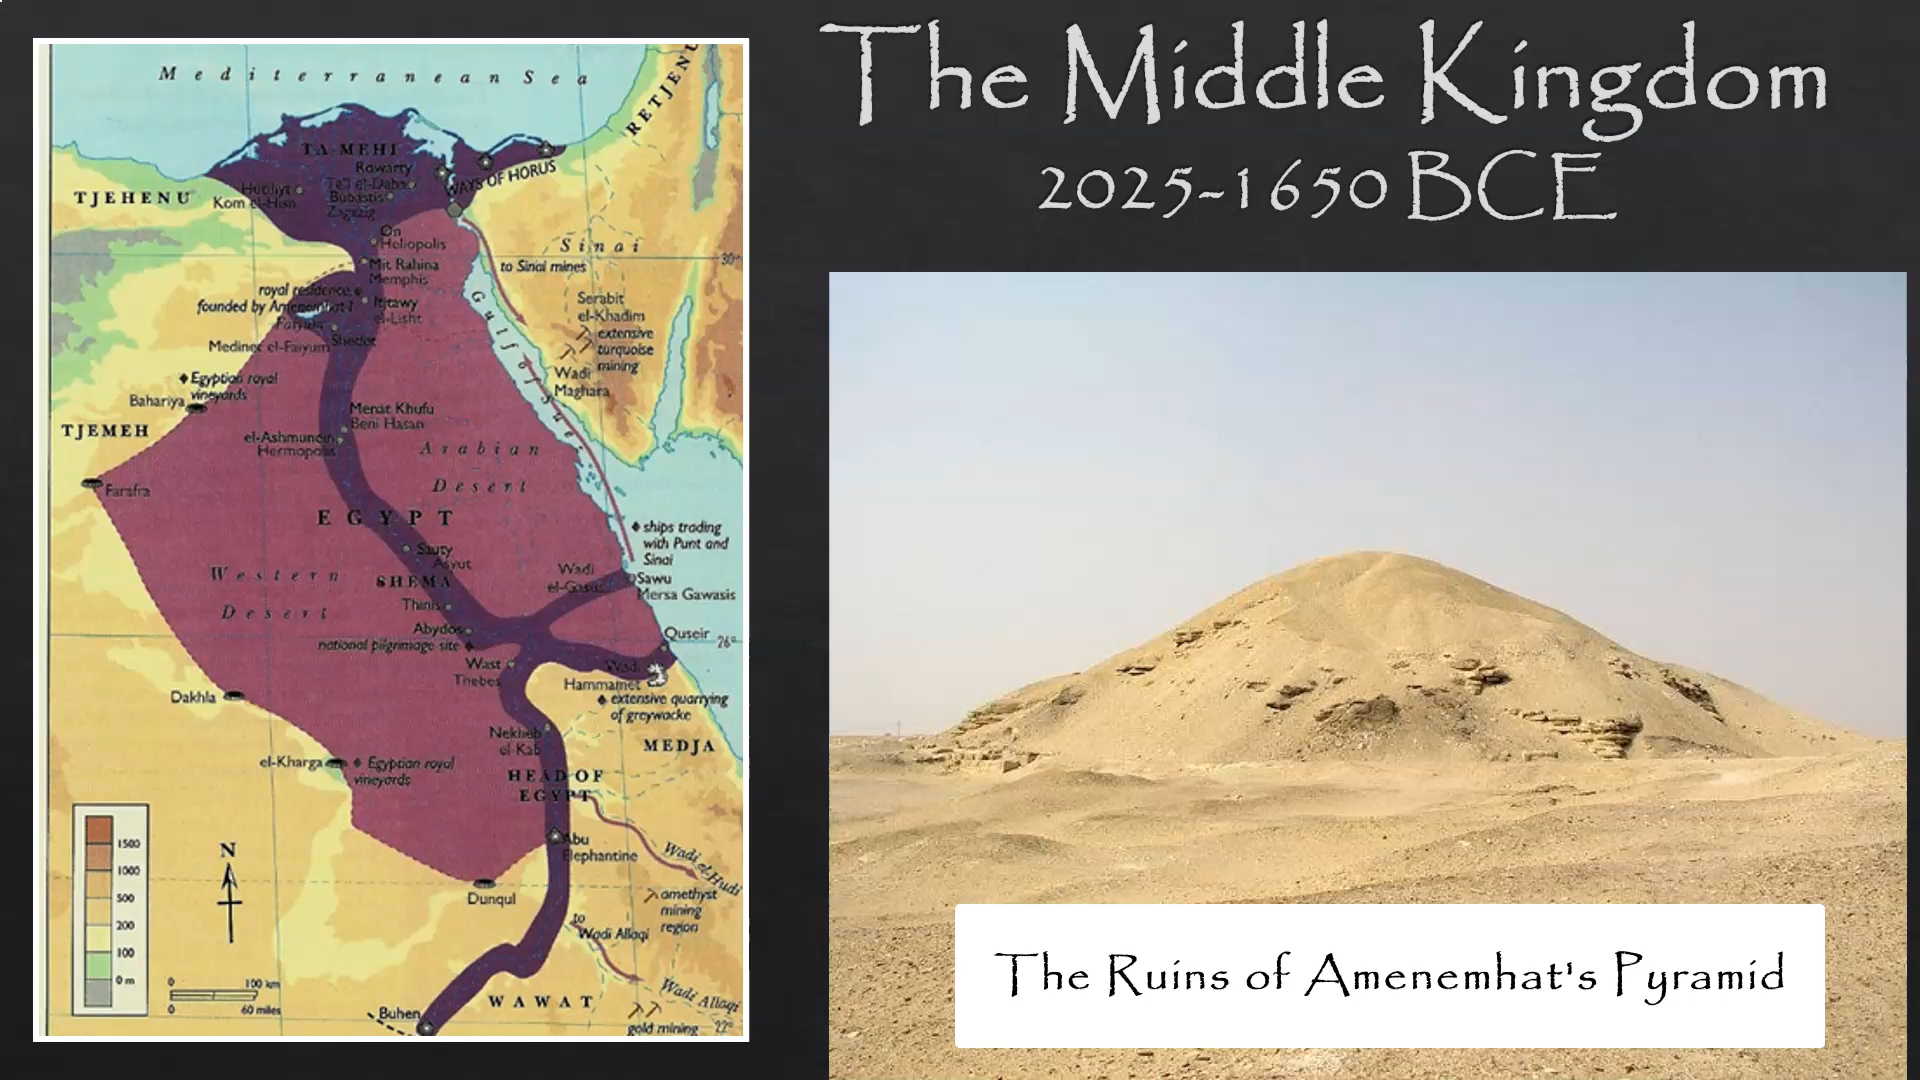 The Middle Kingdom
2025-1650 BCE
Mediterranean Sea
RETJENU
TA-MEHI
Rowarty
Tell el-Daba
Bubastis
Zagazig
WAYS OF HORUS
TJEHENU
Hutihyt
Kom el-Hisn
On
Heliopolis
Sinai
to Sinai mines
30°
Mit Rahina
Memphis
royal residence
founded by Amenemhat I
Itjtawy
el-Lisht
Faiyum
Shedet
Medinet el-Faiyum
Gulf of Suez
Serabit
el-Khadim
extensive
turquoise
mining
Wadi
Maghara
Egyptian royal
vineyards
Bahariya
TJEMEH
Menat Khufu
Beni Hasan
el-Ashmunein
Hermopolis
Arabian
Desert
Farafra
EGYPT
ships trading
with Punt and
Sinai
Sauty
Asyut
Western
Desert
SHEMA
Wadi
el-Gasus
Sawu
Mersa Gawasis
Thinis
Abydos
national pilgrimage site
Quseir
26°
Wast
Thebes
Wadi
Hammamet
extensive quarrying
of greywacke
Dakhla
Nekheb
el-Kab
MEDJA
el-Kharga
Egyptian royal
vineyards
HEAD OF
EGYPT
Abu
Elephantine
Wadi el-Hudi
amethyst
mining
region
Dunqul
to
Wadi Allaqi
Wadi Allaqi
WAWAT
Buhen
gold mining
22°
N
1500
1000
500
200
100
0 m
0 100 km
0 60 miles
The Ruins of Amenemhat's Pyramid